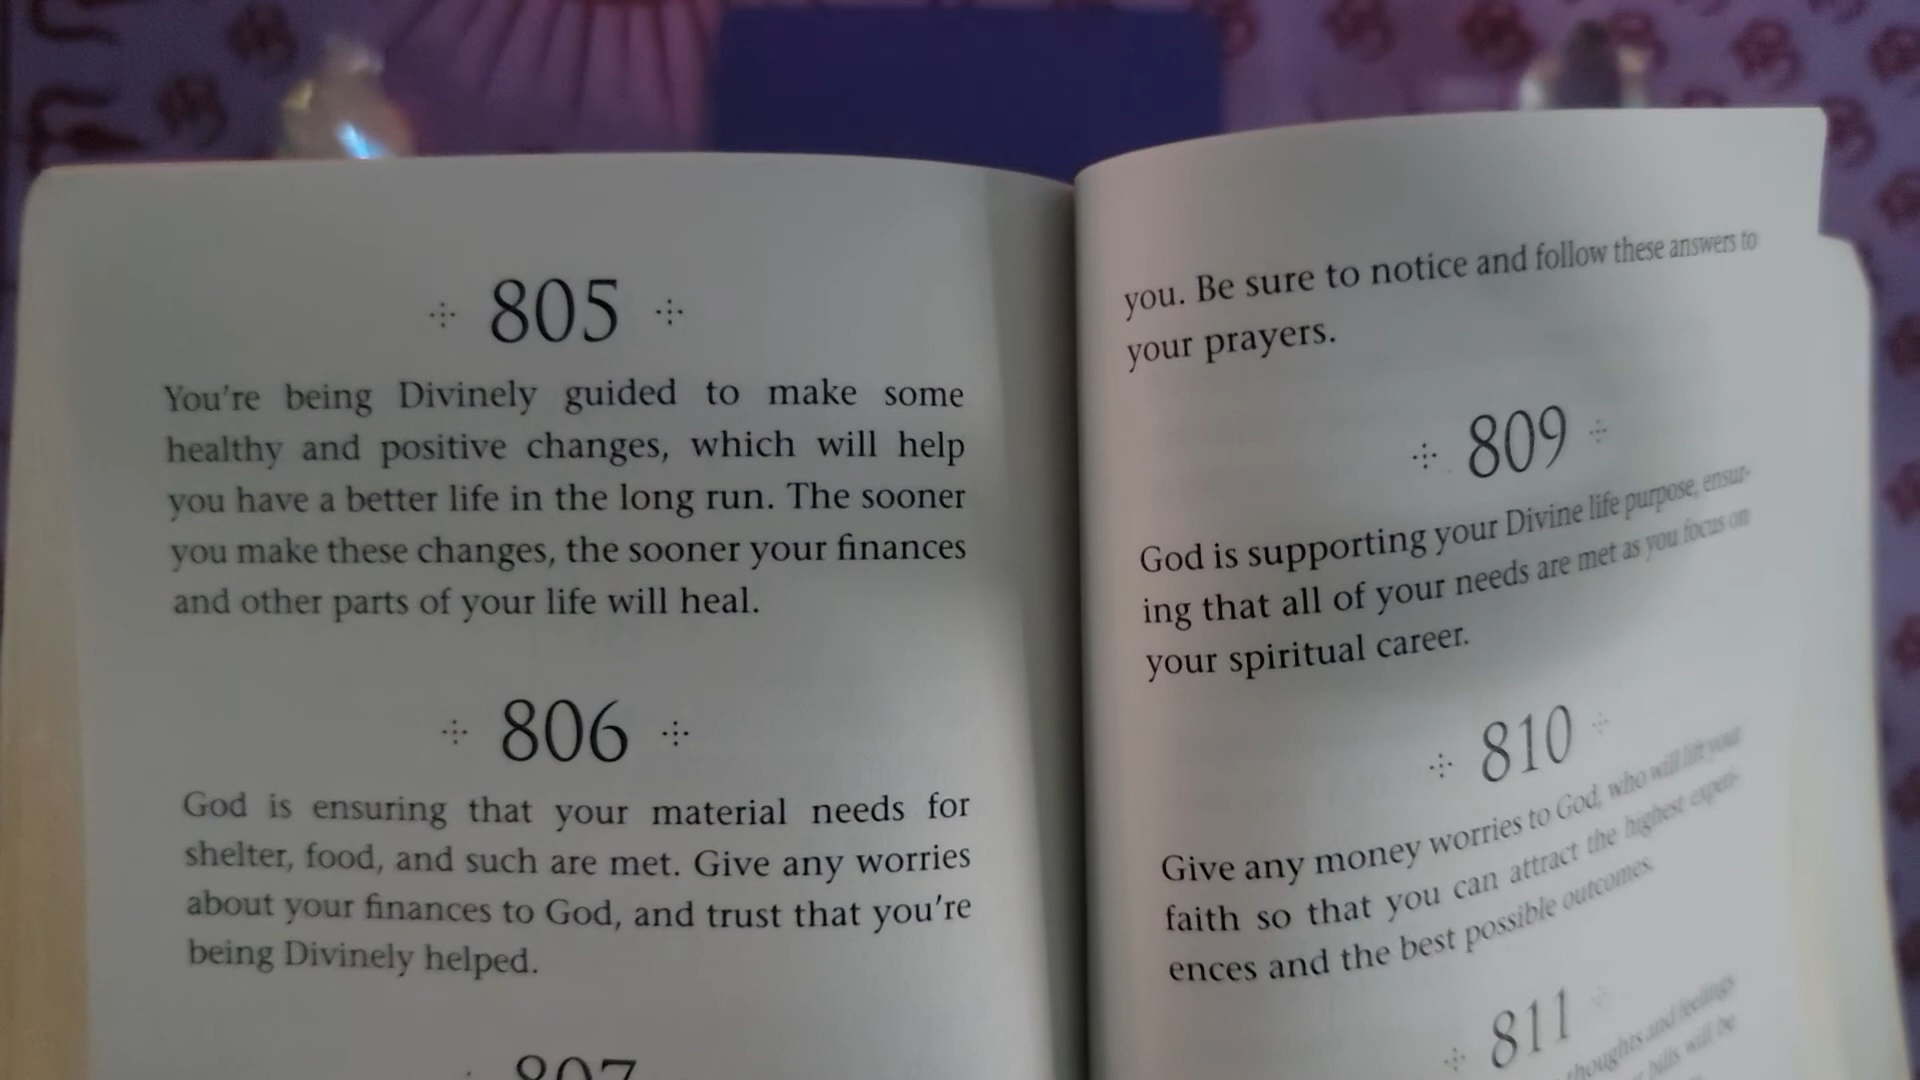 805
You're being Divinely guided to make some
healthy and positive changes, which will help
you have a better life in the long run. The sooner
you make these changes, the sooner your finances
and other parts of your life will heal.
806
God is ensuring that your material needs for
shelter, food, and such are met. Give any worries
about your finances to God, and trust that you're
being Divinely helped.
807
you. Be sure to notice and follow these answers to
your prayers.
809
God is supporting your Divine life purpose, ensur-
ing that all of your needs are met as you focus on
your spiritual career.
810
Give any money worries to God, who will lift your
faith so that you can attract the highest experi-
ences and the best possible outcomes.
811
thoughts and feelings
bills will be